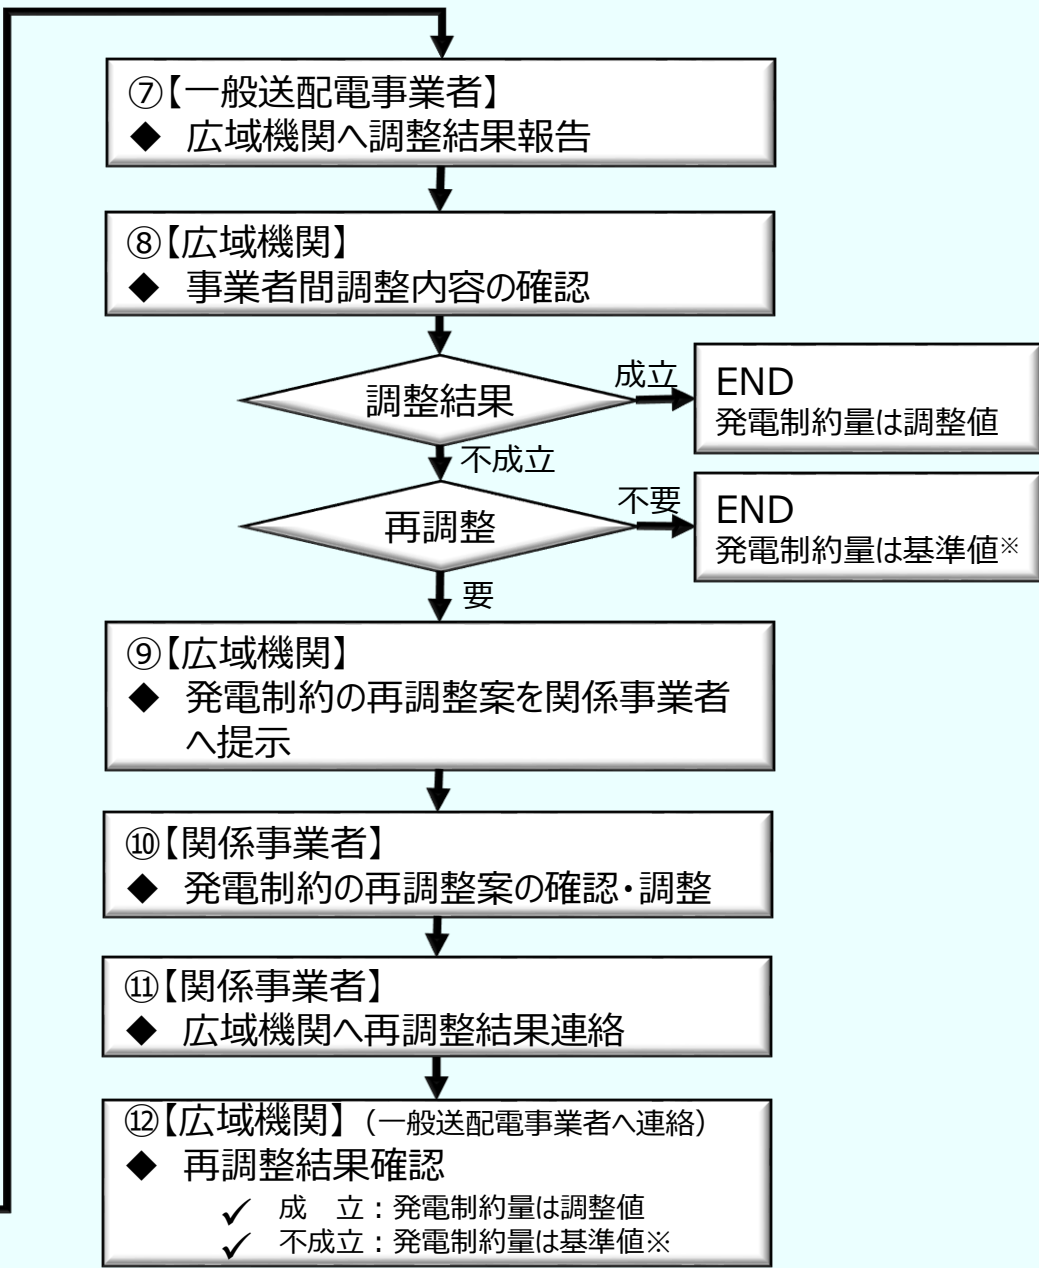 ⑦【一般送配電事業者】
◆ 広域機関へ調整結果報告
⑧【広域機関】
◆ 事業者間調整内容の確認
調整結果
成立
END
発電制約量は調整値
不成立
再調整
不要
END
発電制約量は基準値※
要
⑨【広域機関】
◆ 発電制約の再調整案を関係事業者
へ提示
⑩【関係事業者】
◆ 発電制約の再調整案の確認・調整
⑪【関係事業者】
◆ 広域機関へ再調整結果連絡
⑫【広域機関】（一般送配電事業者へ連絡）
◆ 再調整結果確認
✓ 成　立：発電制約量は調整値
✓ 不成立：発電制約量は基準値※